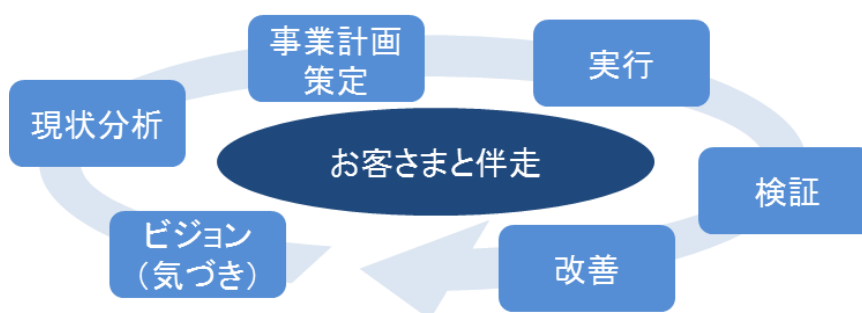 事業計画
策定
実行
現状分析
お客さまと伴走
検証
ビジョン
（気づき）
改善